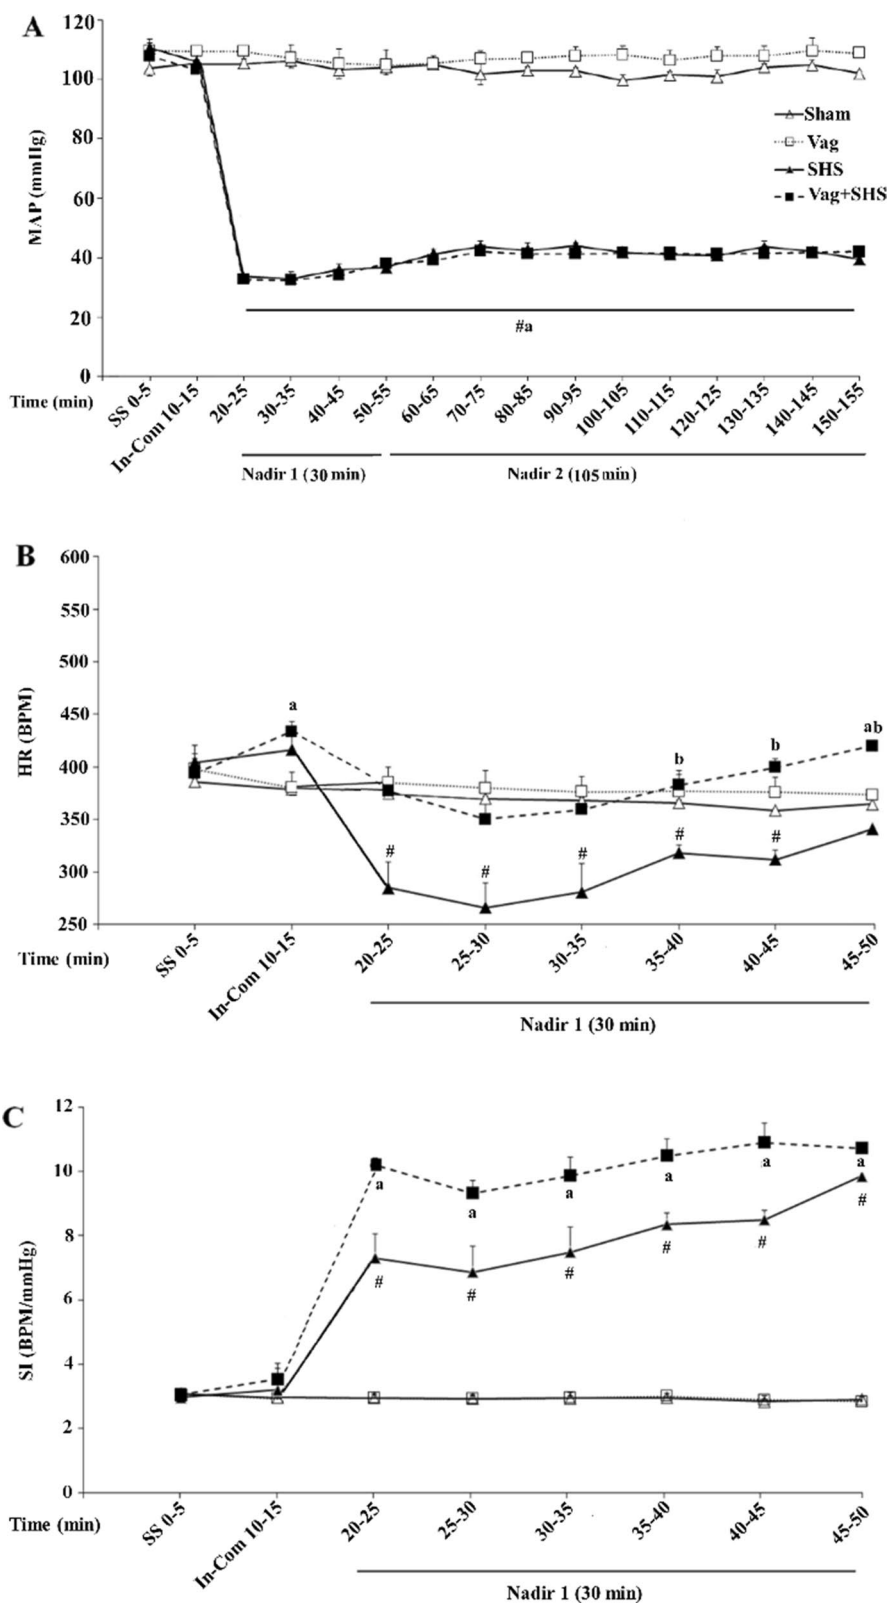 A
120
100
80
60
40
20
0
MAP (mmHg)
Sham
Vag
SHS
Vag+SHS
#a
Time (min)
SS 0-5
In-Com 10-15
20-25
30-35
40-45
50-55
60-65
70-75
80-85
90-95
100-105
110-115
120-125
130-135
140-145
150-155
Nadir 1 (30 min)
Nadir 2 (105 min)
B
600
550
500
450
400
350
300
250
HR (BPM)
a
b
b
ab
#
#
#
#
#
Time (min)
SS 0-5
In-Com 10-15
20-25
25-30
30-35
35-40
40-45
45-50
Nadir 1 (30 min)
C
12
10
8
6
4
2
0
SI (BPM/mmHg)
a
a
a
a
a
a
#
#
#
#
#
#
Time (min)
SS 0-5
In-Com 10-15
20-25
25-30
30-35
35-40
40-45
45-50
Nadir 1 (30 min)